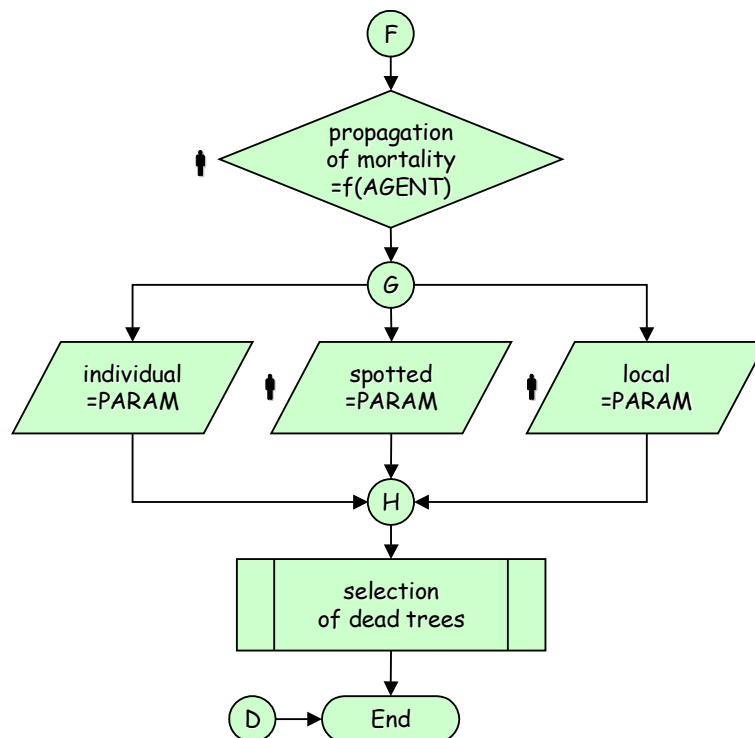 F
propagation
of mortality
=f(AGENT)
G
individual
=PARAM
spotted
=PARAM
local
=PARAM
H
selection
of dead trees
D
End